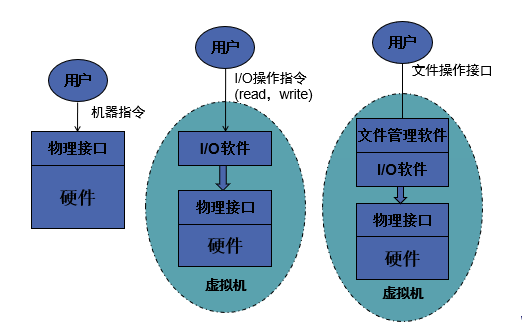 用户
机器指令
物理接口
硬件
用户
I/O操作指令
(read，write)
I/O软件
物理接口
硬件
虚拟机
用户
文件操作接口
文件管理软件
I/O软件
物理接口
硬件
虚拟机